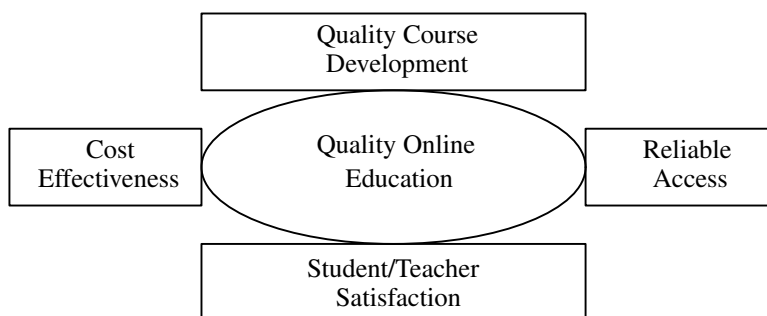 Quality Course
Development
Cost
Effectiveness
Quality Online
Education
Reliable
Access
Student/Teacher
Satisfaction